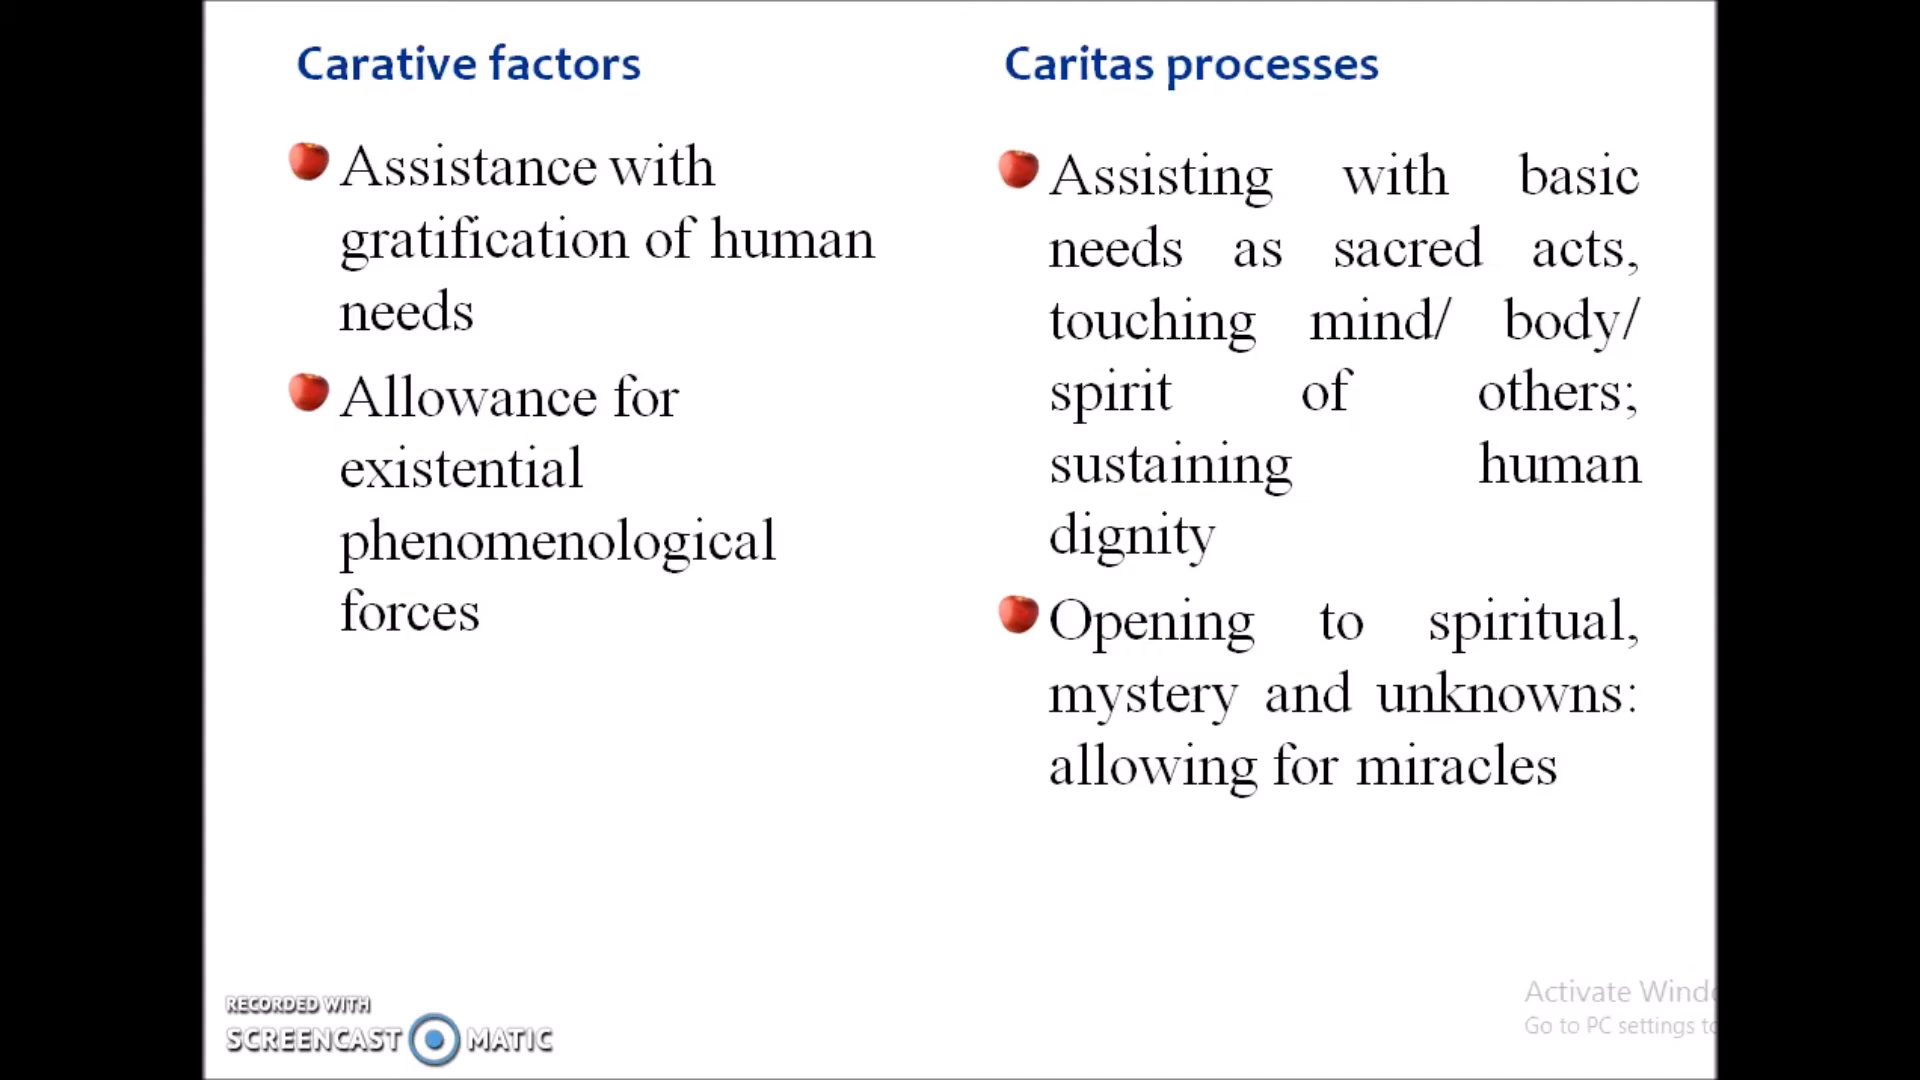 Carative factors
Assistance with
gratification of human
needs
Allowance for
existential
phenomenological
forces
Caritas processes
Assisting with basic
needs as sacred acts,
touching mind/ body/
spirit of others;
sustaining human
dignity
Opening to spiritual,
mystery and unknowns:
allowing for miracles
RECORDED WITH
SCREENCAST MATIC
Activate Wind
Go to PC settings to